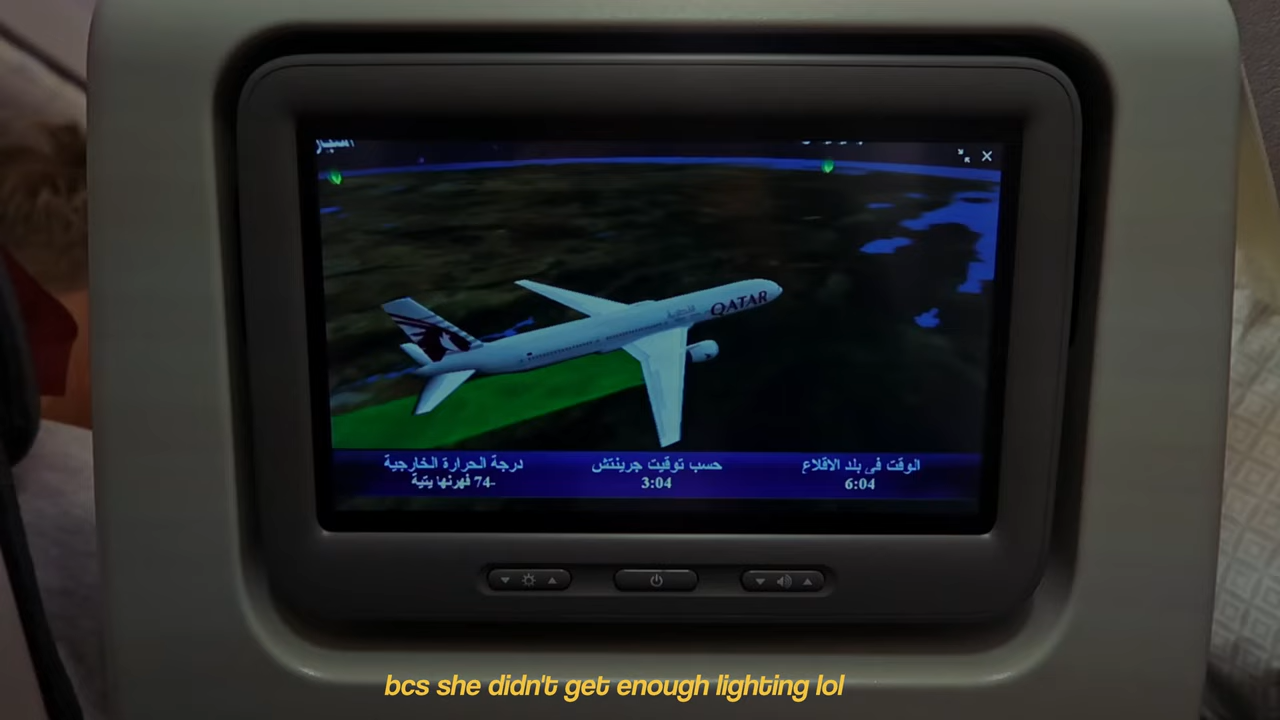 QATAR
درجة الحرارة الخارجية
-74 فهرنها يتية
حسب توقيت جرينتش
3:04
الوقت في بلد الاقلاع
6:04
bcs she didn't get enough lighting lol